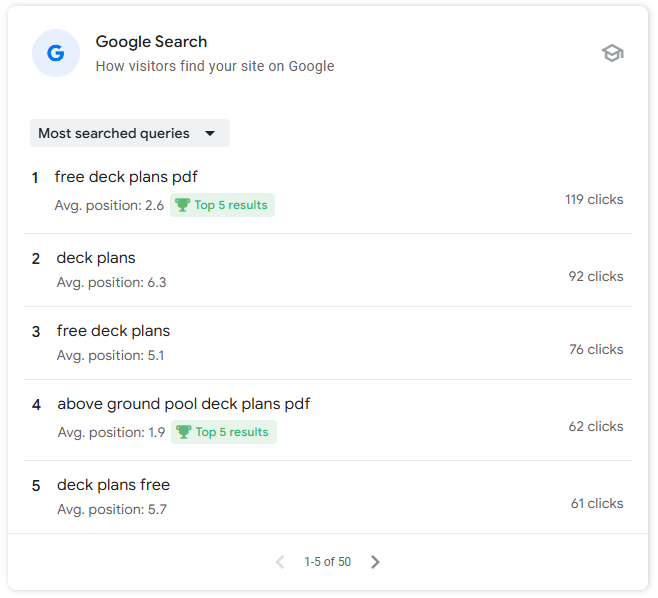 G
Google Search
How visitors find your site on Google
Most searched queries
1 free deck plans pdf
Avg. position: 2.6 Top 5 results
119 clicks
2 deck plans
Avg. position: 6.3
92 clicks
3 free deck plans
Avg. position: 5.1
76 clicks
4 above ground pool deck plans pdf
Avg. position: 1.9 Top 5 results
62 clicks
5 deck plans free
Avg. position: 5.7
61 clicks
1-5 of 50